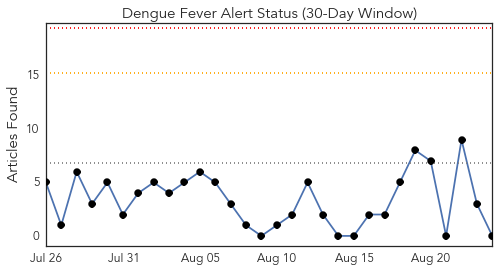 Dengue Fever Alert Status (30-Day Window)
Articles Found
15
10
5
0
Jul 26
Jul 31
Aug 05
Aug 10
Aug 15
Aug 20